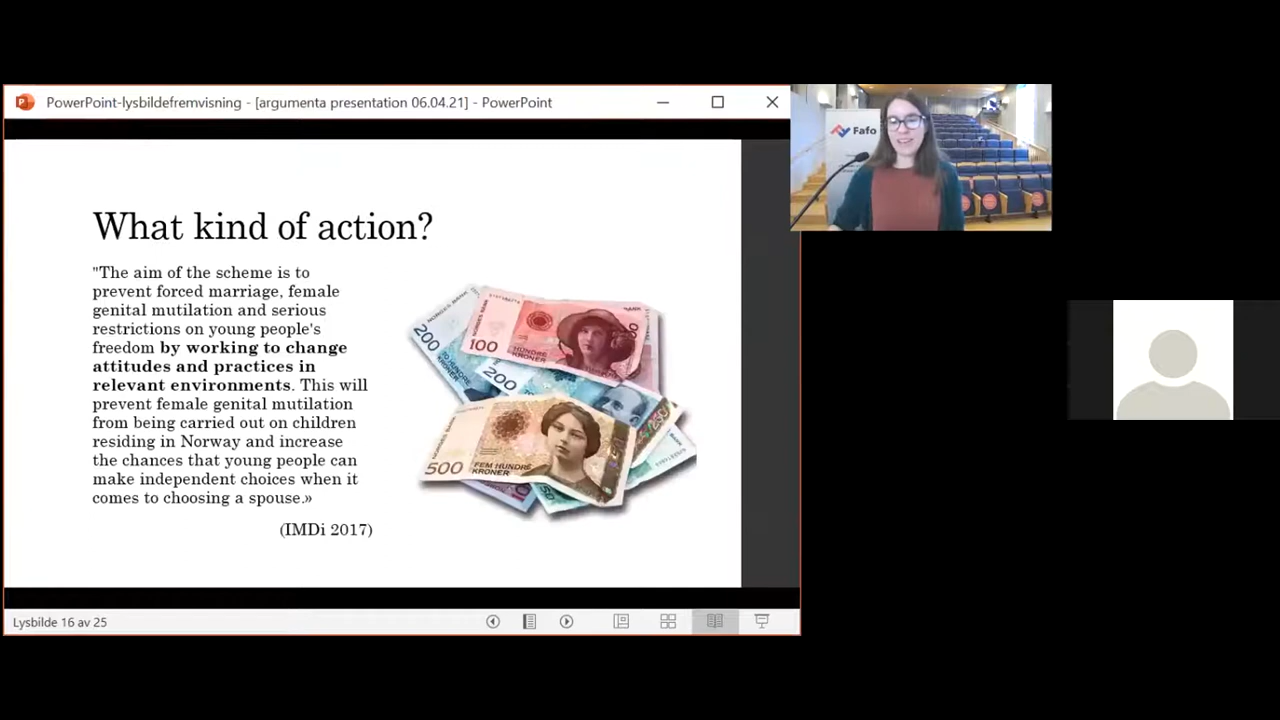 PowerPoint-lysbildefremvisning - [argumenta presentation 06.04.21] - PowerPoint
Fafo
What kind of action?
"The aim of the scheme is to
prevent forced marriage, female
genital mutilation and serious
restrictions on young people's
freedom by working to change
attitudes and practices in
relevant environments. This will
prevent female genital mutilation
from being carried out on children
residing in Norway and increase
the chances that young people can
make independent choices when it
comes to choosing a spouse.»
(IMDi 2017)
NORGES BANK
200
100
HUNDRE
KRONER
200
500
FEM HUNDRE
KRONER
Lysbilde 16 av 25